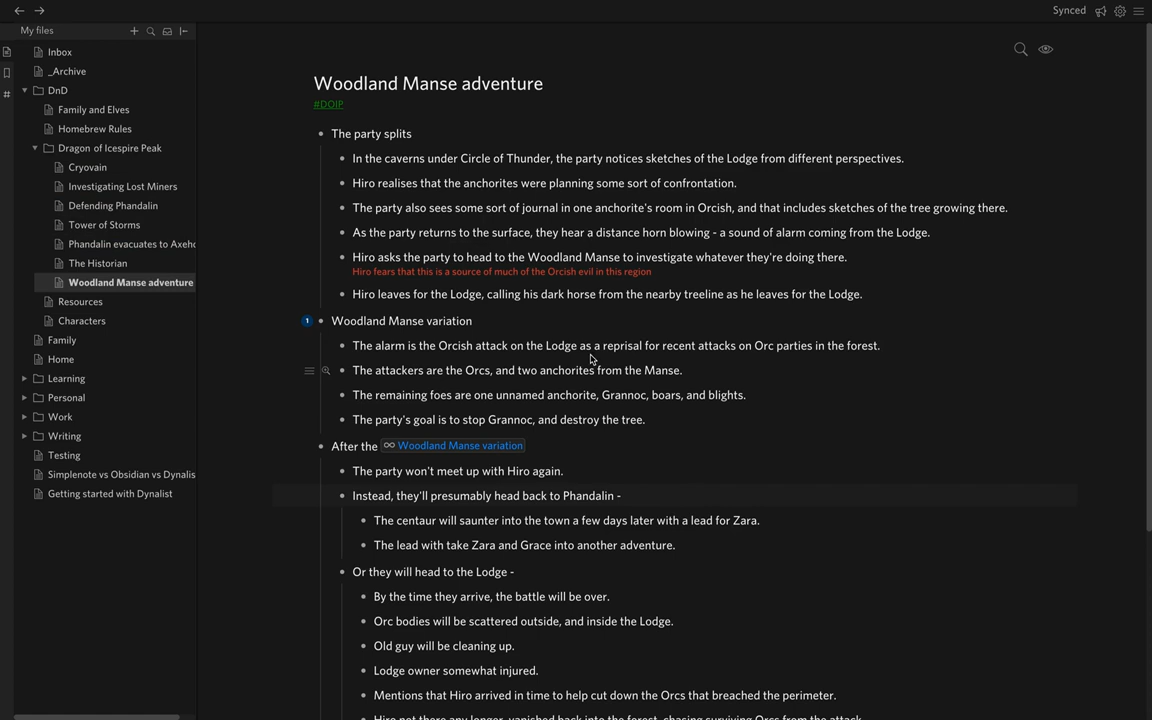 Synced
My files
Inbox
_Archive
DnD
Family and Elves
Homebrew Rules
Dragon of Icespire Peak
Cryovain
Investigating Lost Miners
Defending Phandalin
Tower of Storms
Phandalin evacuates to Axeho
The Historian
Woodland Manse adventure
Resources
Characters
Family
Home
Learning
Personal
Work
Writing
Testing
Simplenote vs Obsidian vs Dynalis
Getting started with Dynalist
Woodland Manse adventure
#DOIP
The party splits
In the caverns under Circle of Thunder, the party notices sketches of the Lodge from different perspectives.
Hiro realises that the anchorites were planning some sort of confrontation.
The party also sees some sort of journal in one anchorite's room in Orcish, and that includes sketches of the tree growing there.
As the party returns to the surface, they hear a distance horn blowing - a sound of alarm coming from the Lodge.
Hiro asks the party to head to the Woodland Manse to investigate whatever they're doing there.
Hiro fears that this is a source of much of the Orcish evil in this region
Hiro leaves for the Lodge, calling his dark horse from the nearby treeline as he leaves for the Lodge.
1 Woodland Manse variation
The alarm is the Orcish attack on the Lodge as a reprisal for recent attacks on Orc parties in the forest.
The attackers are the Orcs, and two anchorites from the Manse.
The remaining foes are one unnamed anchorite, Grannoc, boars, and blights.
The party's goal is to stop Grannoc, and destroy the tree.
After the Woodland Manse variation
The party won't meet up with Hiro again.
Instead, they'll presumably head back to Phandalin -
The centaur will saunter into the town a few days later with a lead for Zara.
The lead with take Zara and Grace into another adventure.
Or they will head to the Lodge -
By the time they arrive, the battle will be over.
Orc bodies will be scattered outside, and inside the Lodge.
Old guy will be cleaning up.
Lodge owner somewhat injured.
Mentions that Hiro arrived in time to help cut down the Orcs that breached the perimeter.
Hiro not there any longer, vanished back into the forest, chasing surviving Orcs from the attack